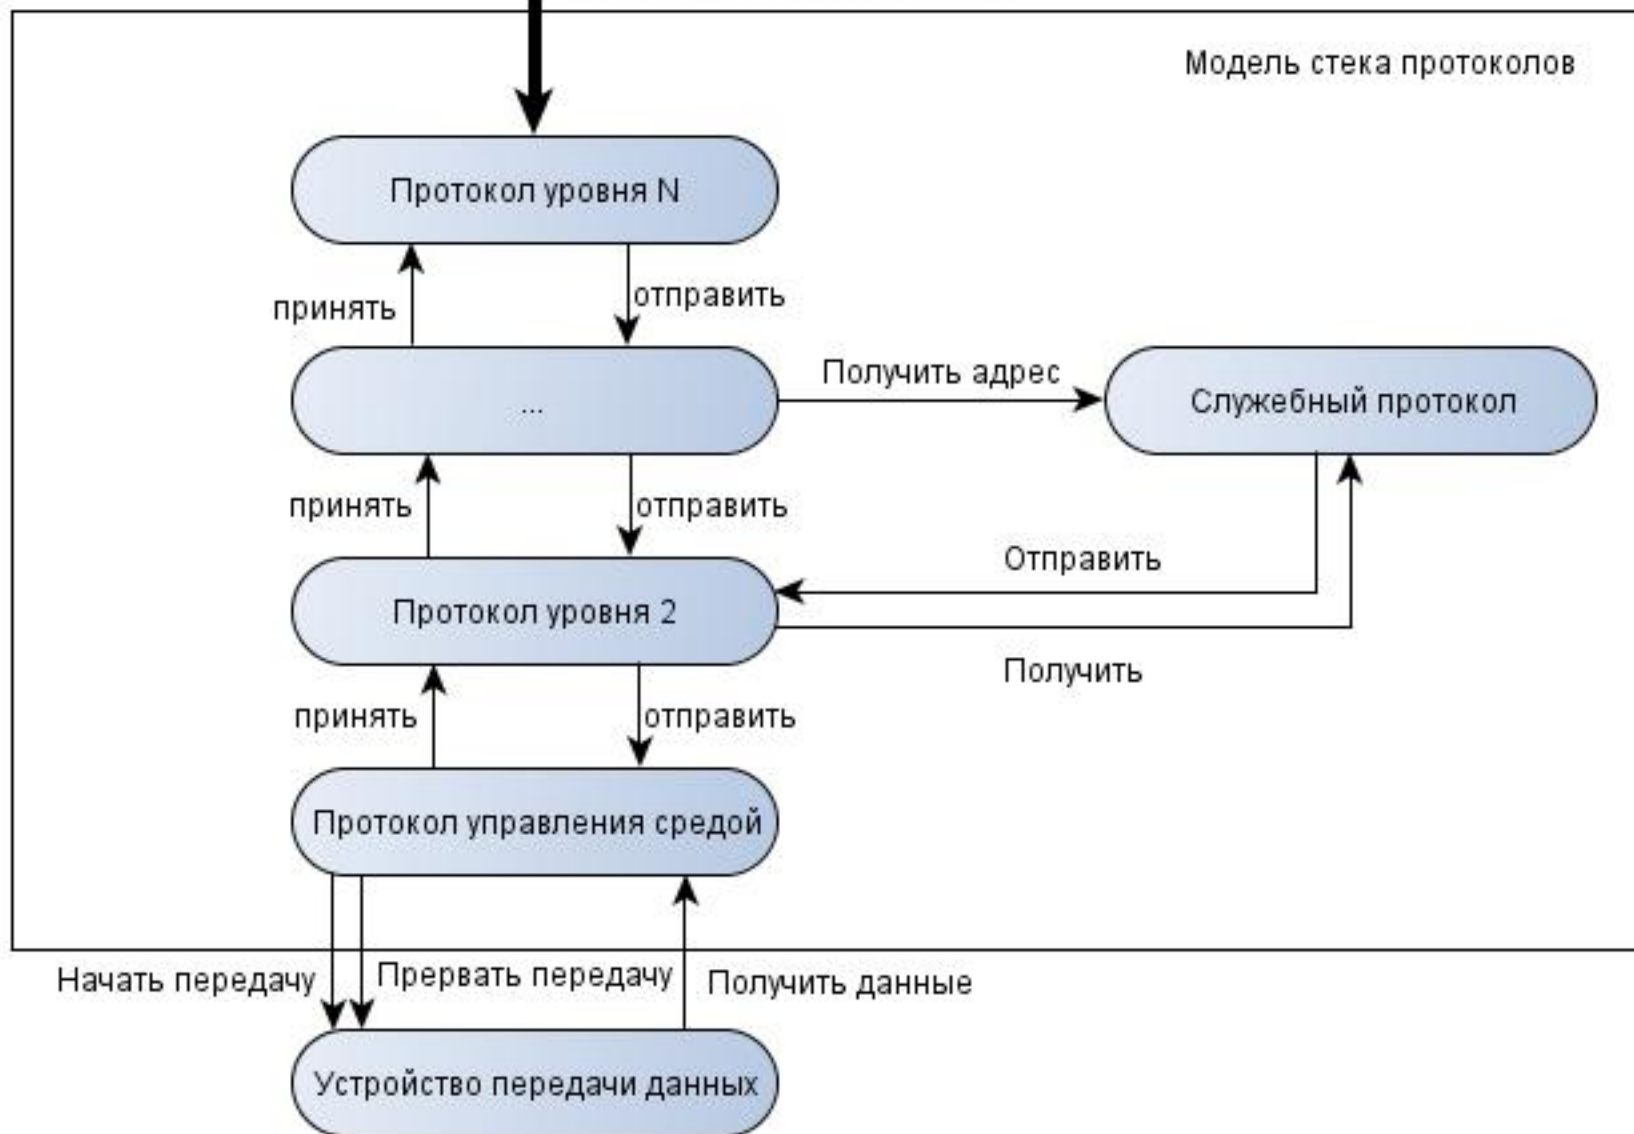 Модель стека протоколов
Протокол уровня N
принять
отправить
...
Получить адрес
Служебный протокол
принять
отправить
Отправить
Протокол уровня 2
Получить
принять
отправить
Протокол управления средой
Начать передачу
Прервать передачу
Получить данные
Устройство передачи данных